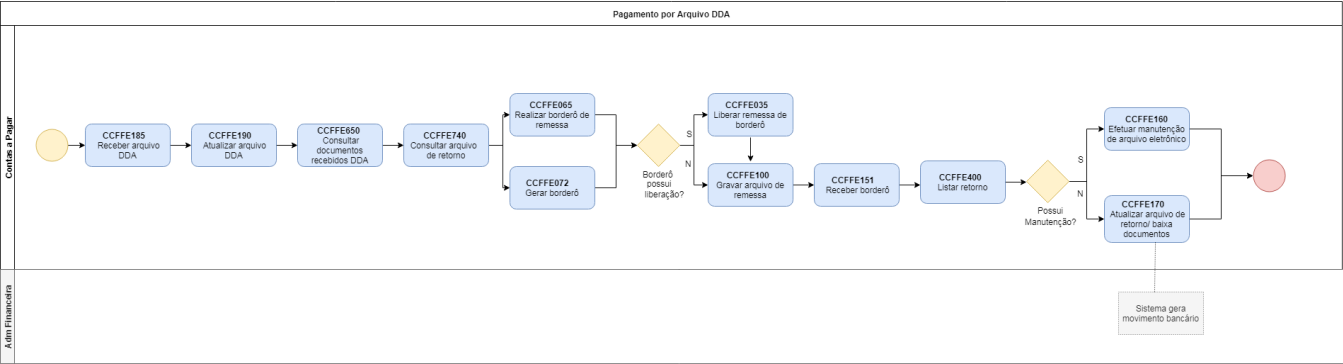 Pagamento por Arquivo DDA
Contas a Pagar
CCFFE185
Receber arquivo
DDA
CCFFE190
Atualizar arquivo
DDA
CCFFE650
Consultar
documentos
recebidos DDA
CCFFE740
Consultar arquivo
de retorno
CCFFE065
Realizar borderô de
remessa
CCFFE072
Gerar borderô
Borderô
possui
liberação?
S
N
CCFFE035
Liberar remessa de
borderô
CCFFE100
Gravar arquivo de
remessa
CCFFE151
Receber borderô
CCFFE400
Listar retorno
Possui
Manutenção?
S
N
CCFFE160
Efetuar manutenção
de arquivo eletrônico
CCFFE170
Atualizar arquivo de
retorno/ baixa
documentos
Adm Financeira
Sistema gera
movimento bancário